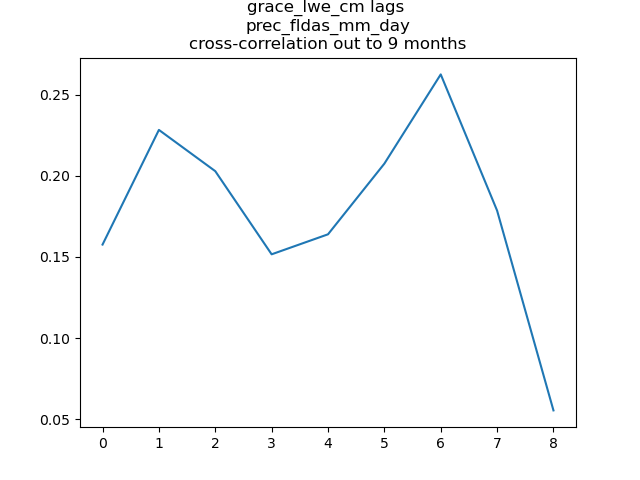 grace_lwe_cm lags
prec_fldas_mm_day
cross-correlation out to 9 months
0.25
0.20
0.15
0.10
0.05
0 1 2 3 4 5 6 7 8